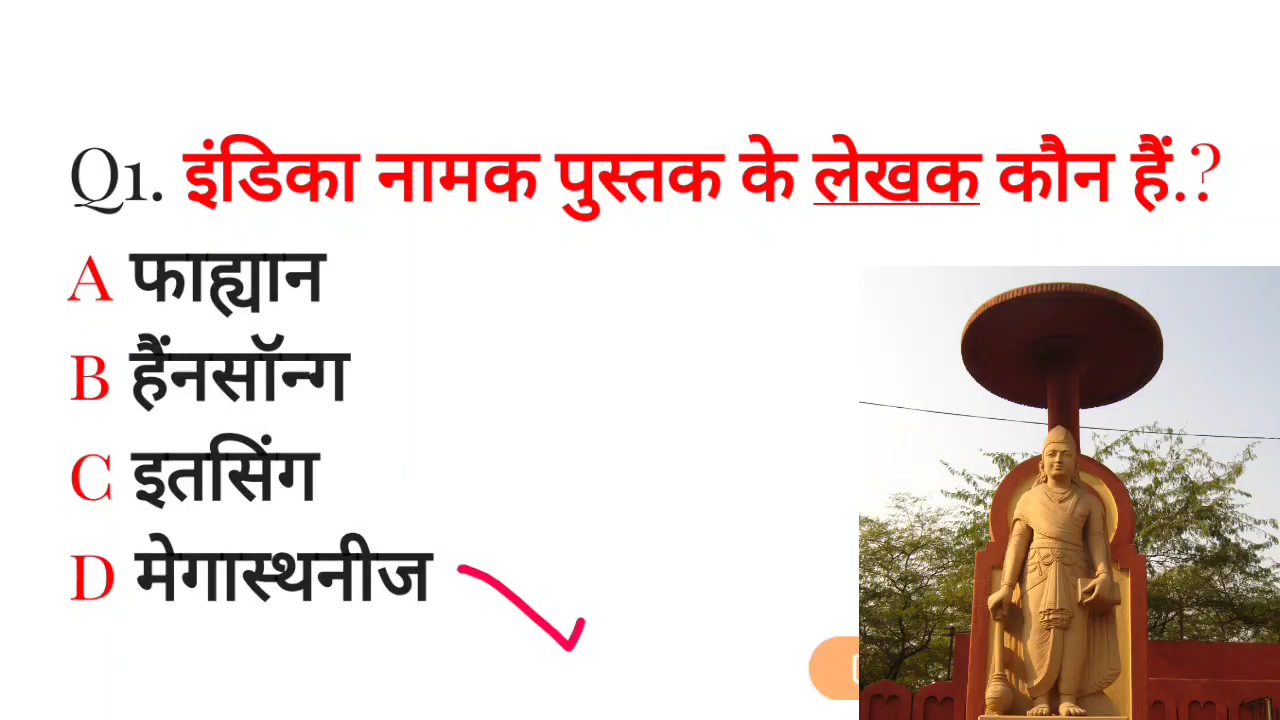 Q1. इंडिका नामक पुस्तक के लेखक कौन हैं.?
A फाह्यान
B हैंनसॉन्ग
C इतसिंग
D मेगास्थनीज